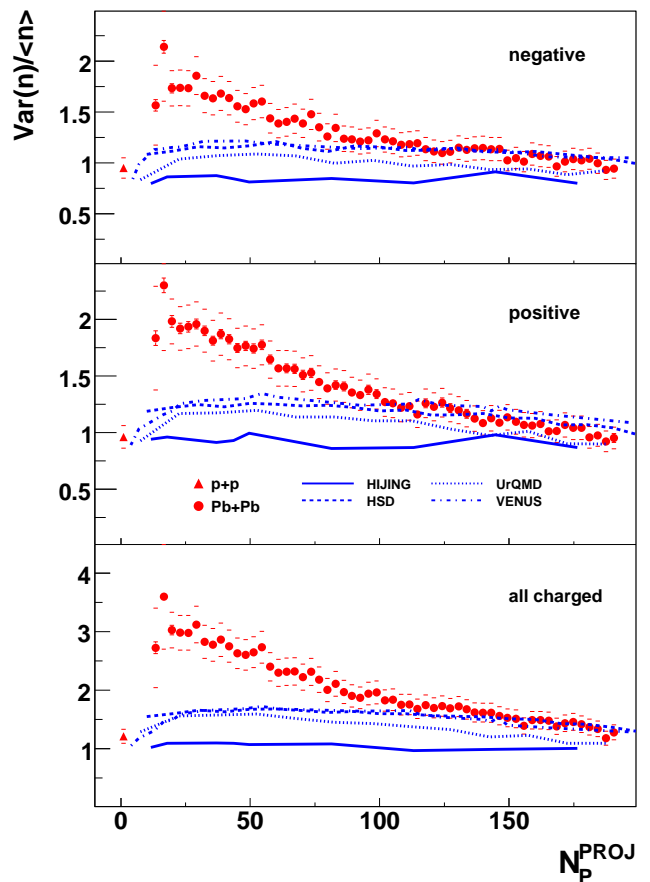 Var(n)/<n>
negative
2
1.5
1
0.5
positive
2
1.5
1
0.5
p+p
Pb+Pb
HIJING
HSD
UrQMD
VENUS
all charged
4
3
2
1
0 50 100 150
N_P^PROJ